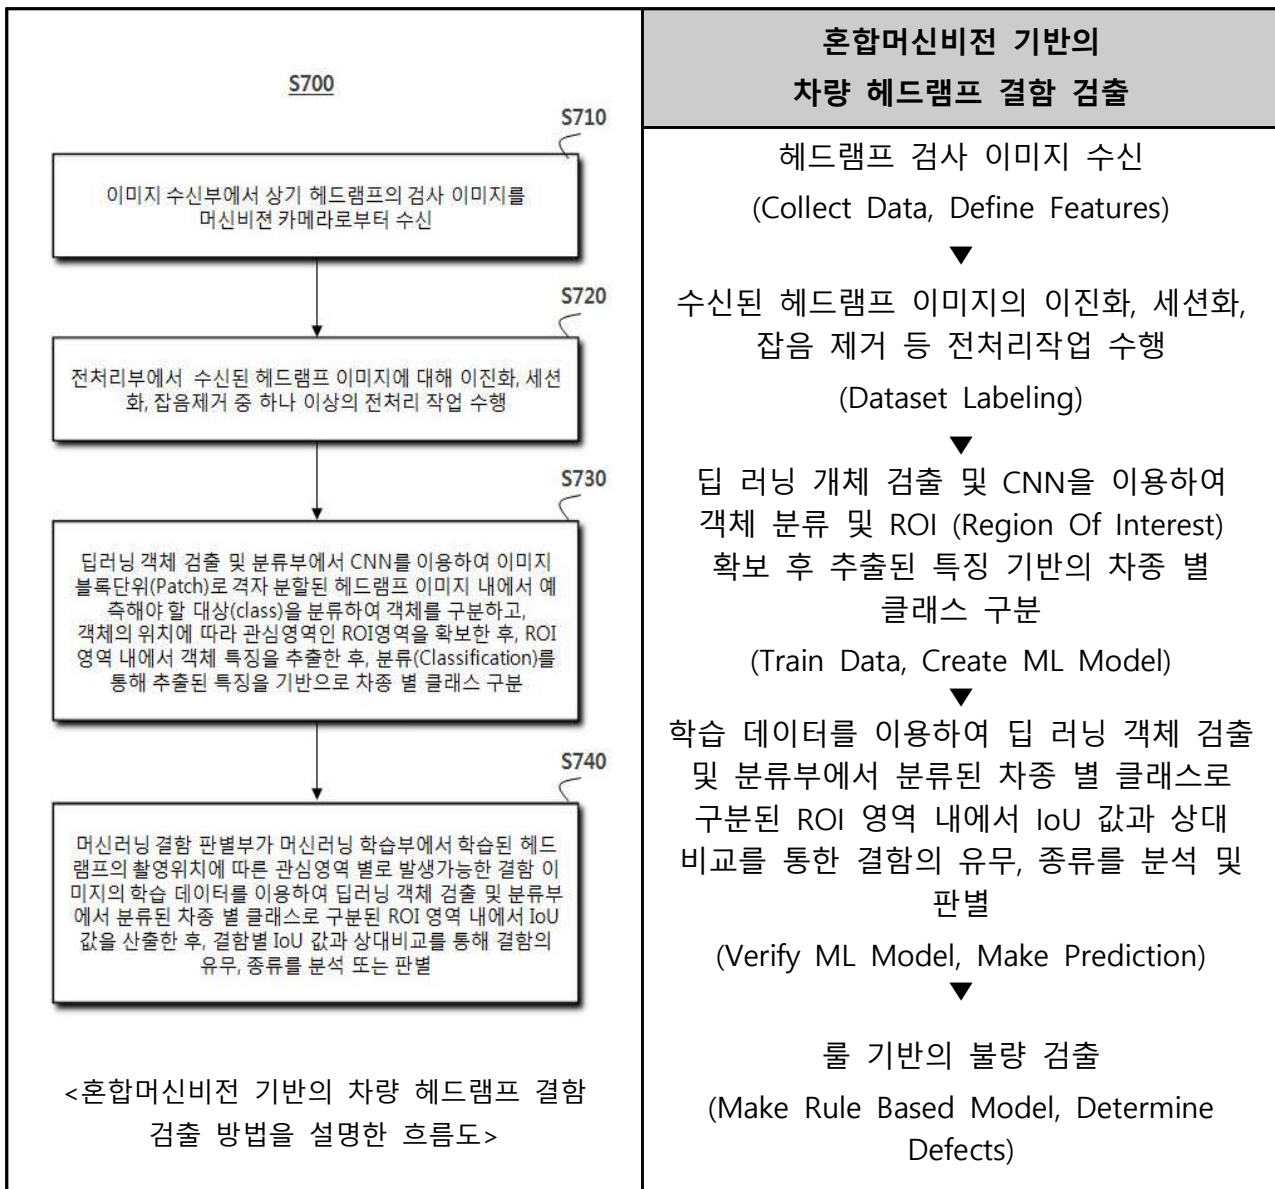 S700
S710
이미지 수신부에서 상기 헤드램프의 검사 이미지를
머신비젼 카메라로부터 수신
S720
전처리부에서 수신된 헤드램프 이미지에 대해 이진화, 세션
화, 잡음제거 중 하나 이상의 전처리 작업 수행
S730
딥러닝 객체 검출 및 분류부에서 CNN를 이용하여 이미지
블록단위(Patch)로 격자 분할된 헤드램프 이미지 내에서 예
측해야 할 대상(class)을 분류하여 객체를 구분하고,
객체의 위치에 따라 관심영역인 ROI영역을 확보한 후, ROI
영역 내에서 객체 특징을 추출한 후, 분류(Classification)를
통해 추출된 특징을 기반으로 차종 별 클래스 구분
S740
머신러닝 결함 판별부가 머신러닝 학습부에서 학습된 헤드
램프의 촬영위치에 따른 관심영역 별로 발생가능한 결함 이
미지의 학습 데이터를 이용하여 딥러닝 객체 검출 및 분류부
에서 분류된 차종 별 클래스로 구분된 ROI 영역 내에서 IoU
값을 산출한 후, 결함별 IoU 값과 상대비교를 통해 결함의
유무, 종류를 분석 또는 판별
<혼합머신비전 기반의 차량 헤드램프 결함
검출 방법을 설명한 흐름도>
혼합머신비전 기반의
차량 헤드램프 결함 검출
헤드램프 검사 이미지 수신
(Collect Data, Define Features)
▼
수신된 헤드램프 이미지의 이진화, 세션화,
잡음 제거 등 전처리작업 수행
(Dataset Labeling)
▼
딥 러닝 개체 검출 및 CNN을 이용하여
객체 분류 및 ROI (Region Of Interest)
확보 후 추출된 특징 기반의 차종 별
클래스 구분
(Train Data, Create ML Model)
▼
학습 데이터를 이용하여 딥 러닝 객체 검출
및 분류부에서 분류된 차종 별 클래스로
구분된 ROI 영역 내에서 IoU 값과 상대
비교를 통한 결함의 유무, 종류를 분석 및
판별
(Verify ML Model, Make Prediction)
▼
룰 기반의 불량 검출
(Make Rule Based Model, Determine
Defects)